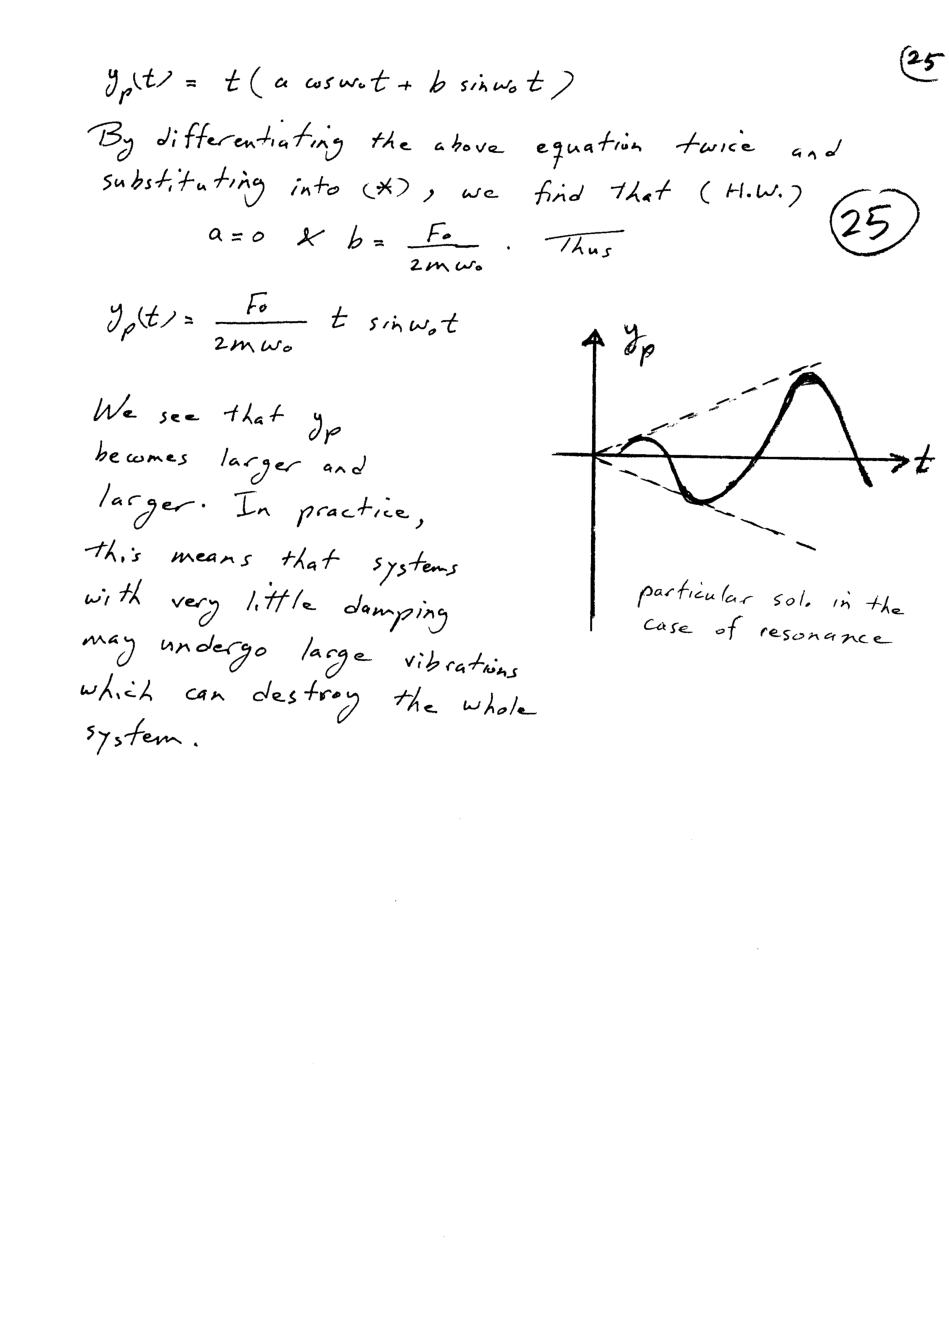 (25
y_p(t) = t ( a cos ω₀t + b sin ω₀ t )
By differentiating the above equation twice and
substituting into (*), we find that ( H.W. )
25
a = 0 & b = F₀ / 2mω₀ . Thus
y_p(t) = F₀ / 2mω₀ t sin ω₀t
y_p
t
We see that y_p
becomes larger and
larger. In practice,
this means that systems
with very little damping
may undergo large vibrations
which can destroy the whole
system.
particular sol. in the
case of resonance